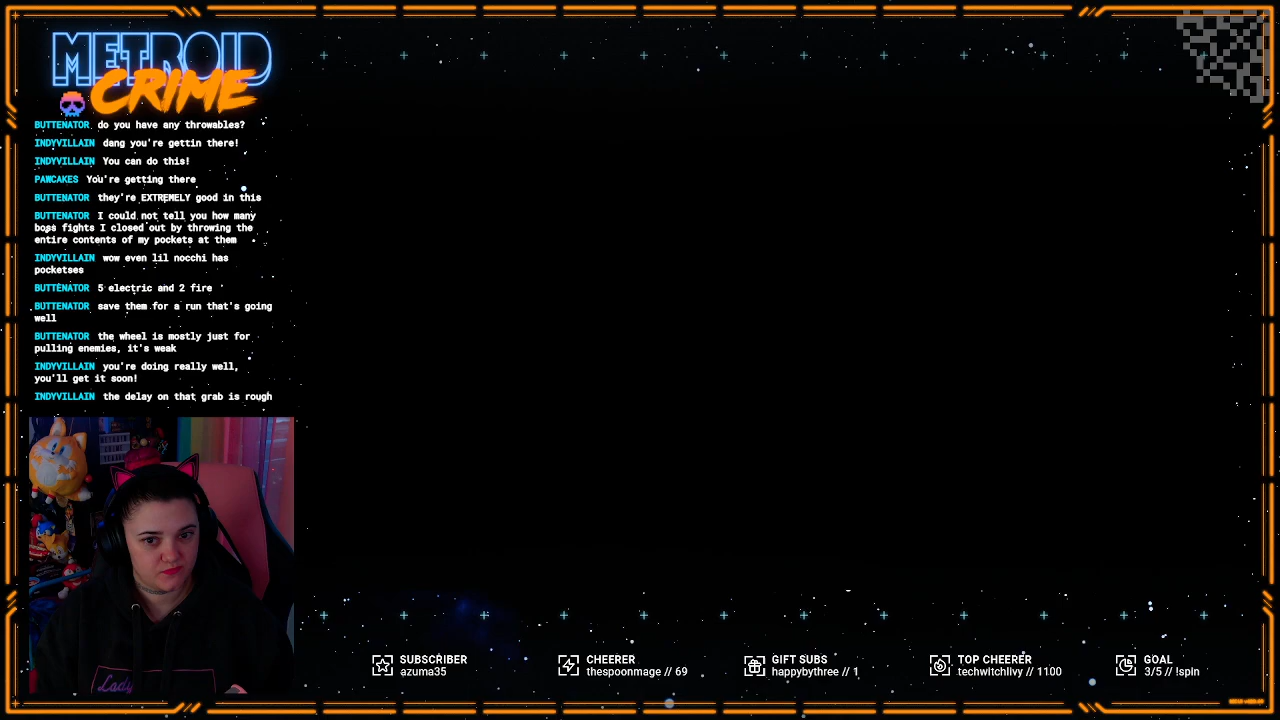 METROID
CRIME
BUTTENATOR do you have any throwables?
INDYVILLAIN dang you're gettin there!
INDYVILLAIN You can do this!
PAWCAKES You're getting there
BUTTENATOR they're EXTREMELY good in this
BUTTENATOR I could not tell you how many
boss fights I closed out by throwing the
entire contents of my pockets at them
INDYVILLAIN wow even lil nocchi has
pocketses
BUTTENATOR 5 electric and 2 fire
BUTTENATOR save them for a run that's going
well
BUTTENATOR the wheel is mostly just for
pulling enemies, it's weak
INDYVILLAIN you're doing really well,
you'll get it soon!
INDYVILLAIN the delay on that grab is rough
Lady
SUBSCRIBER
azuma35
CHEERER
thespoonmage // 69
GIFT SUBS
happybythree // 1
TOP CHEERER
techwitchlivy // 1100
GOAL
3/5 // !spin